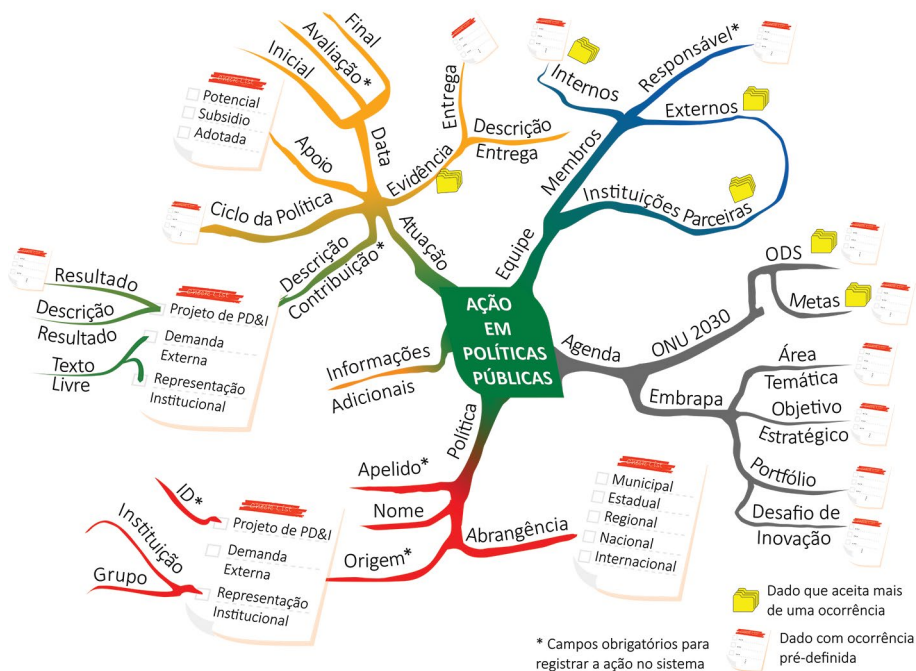 Final
Avaliação*
Inicial
Data
Potencial
Subsidio
Adotada
Apoio
Ciclo da Política
Evidência
Entrega
Descrição
Entrega
Atuação
Descrição
Contribuição*
Resultado
Descrição
Resultado
Texto
Livre
Projeto de PD&I
Demanda
Externa
Representação
Institucional
Informações
Adicionais
Internos
Responsável*
Externos
Membros
Instituições Parceiras
Equipe
AÇÃO
EM
POLÍTICAS
PÚBLICAS
Agenda
ONU 2030
ODS
Metas
Embrapa
Área
Temática
Objetivo
Estratégico
Portfólio
Desafio de
Inovação
Política
Apelido*
Nome
Origem*
Abrangência
Municipal
Estadual
Regional
Nacional
Internacional
ID*
Instituição
Grupo
Projeto de PD&I
Demanda
Externa
Representação
Institucional
Dado que aceita mais
de uma ocorrência
Dado com ocorrência
pré-definida
* Campos obrigatórios para
registrar a ação no sistema